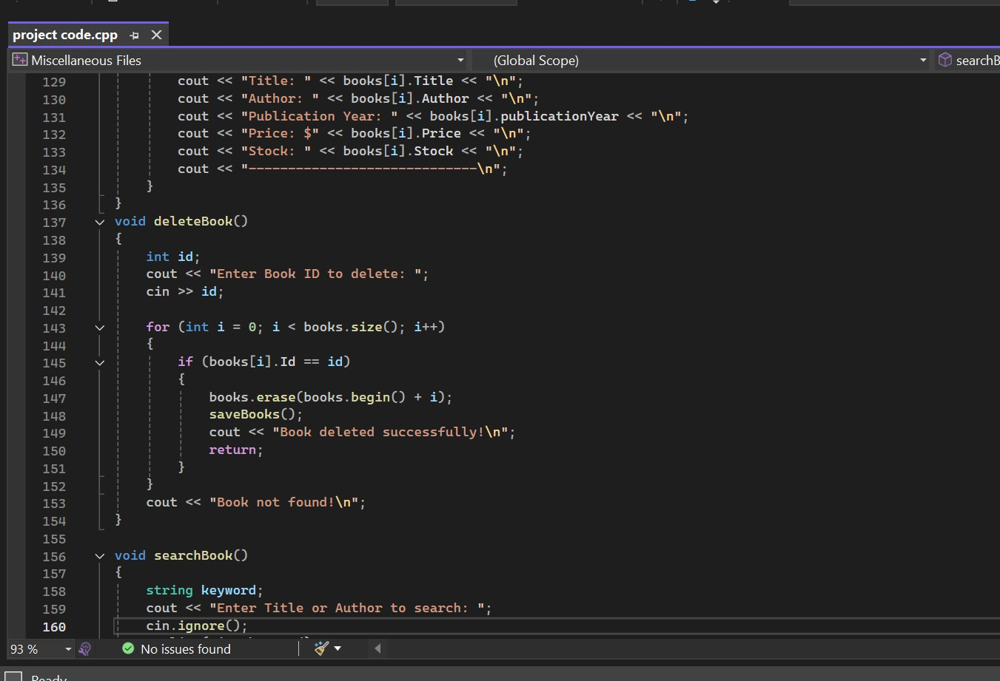 project code.cpp
Miscellaneous Files (Global Scope) searchB
129 cout << "Title: " << books[i].Title << "\n";
130 cout << "Author: " << books[i].Author << "\n";
131 cout << "Publication Year: " << books[i].publicationYear << "\n";
132 cout << "Price: $" << books[i].Price << "\n";
133 cout << "Stock: " << books[i].Stock << "\n";
134 cout << "-----------------------------\n";
135 }
136 }
137 void deleteBook()
138 {
139 int id;
140 cout << "Enter Book ID to delete: ";
141 cin >> id;
142
143 for (int i = 0; i < books.size(); i++)
144 {
145 if (books[i].Id == id)
146 {
147 books.erase(books.begin() + i);
148 saveBooks();
149 cout << "Book deleted successfully!\n";
150 return;
151 }
152 }
153 cout << "Book not found!\n";
154 }
155
156 void searchBook()
157 {
158 string keyword;
159 cout << "Enter Title or Author to search: ";
160 cin.ignore();
93 % No issues found
Ready